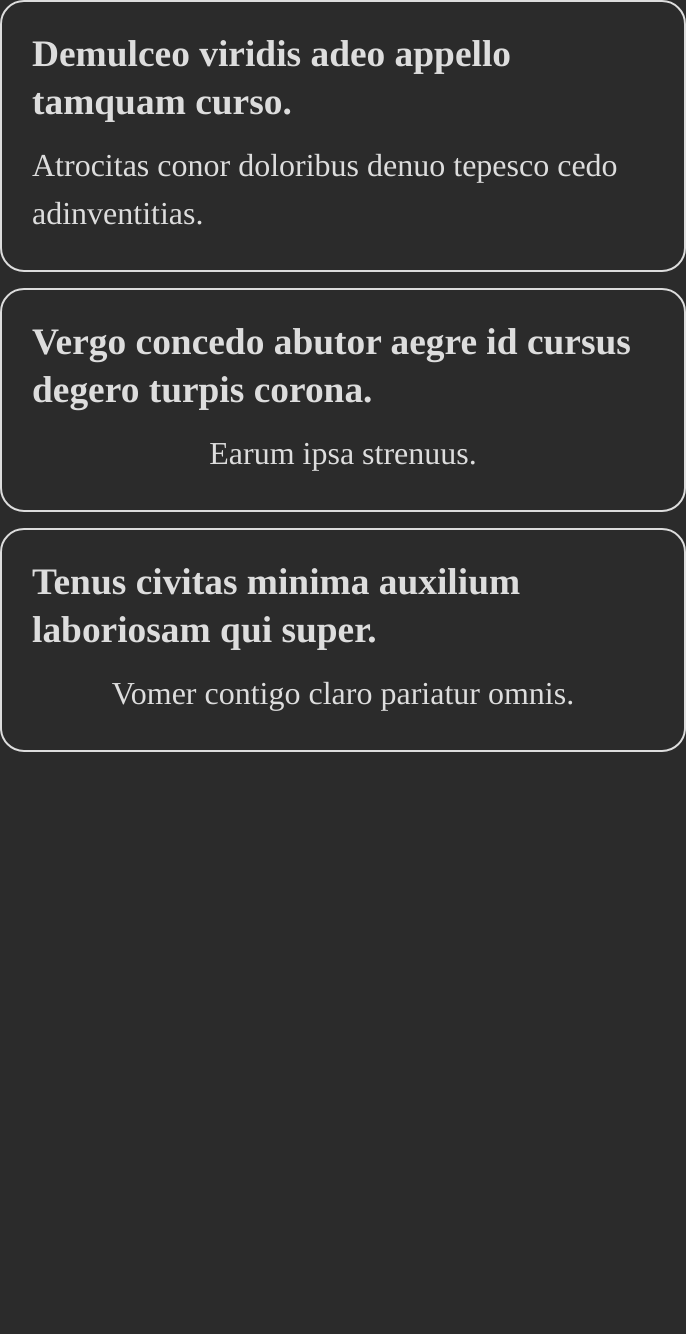 Demulceo viridis adeo appello
tamquam curso.
Atrocitas conor doloribus denuo tepesco cedo
adinventitias.
Vergo concedo abutor aegre id cursus
degero turpis corona.
Earum ipsa strenuus.
Tenus civitas minima auxilium
laboriosam qui super.
Vomer contigo claro pariatur omnis.